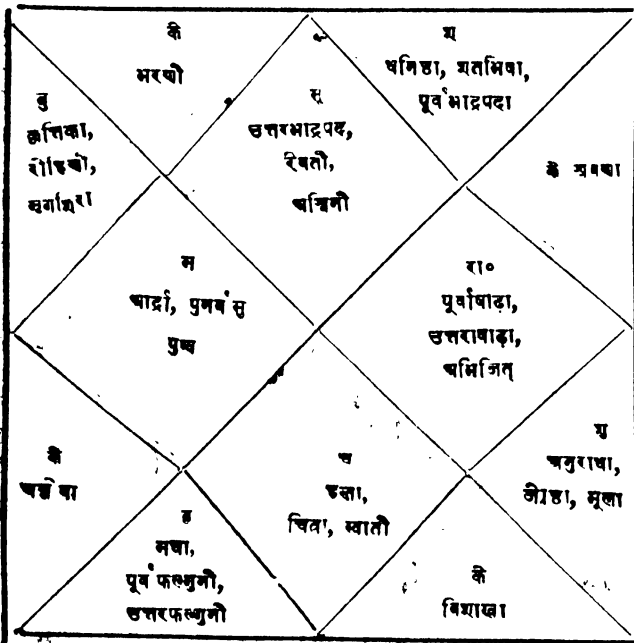 के
भरणी
श
धनिष्ठा, शतभिषा,
पूर्वभाद्रपदा
बु
कृत्तिका,
रोहिणी,
मृगशिरा
सू
उत्तरभाद्रपद,
रेवती,
अश्विनी
के श्रवणा
म
आर्द्रा, पुनर्वसु
पुष्य
रा०
पूर्वाषाढ़ा,
उत्तराषाढ़ा,
अभिजित्
के
अश्लेषा
च
हस्ता,
चित्रा, स्वाती
शु
अनुराधा,
ज्येष्ठा, मूला
मघा,
पूर्वफल्गुनी,
उत्तरफल्गुनी
के
विशाखा